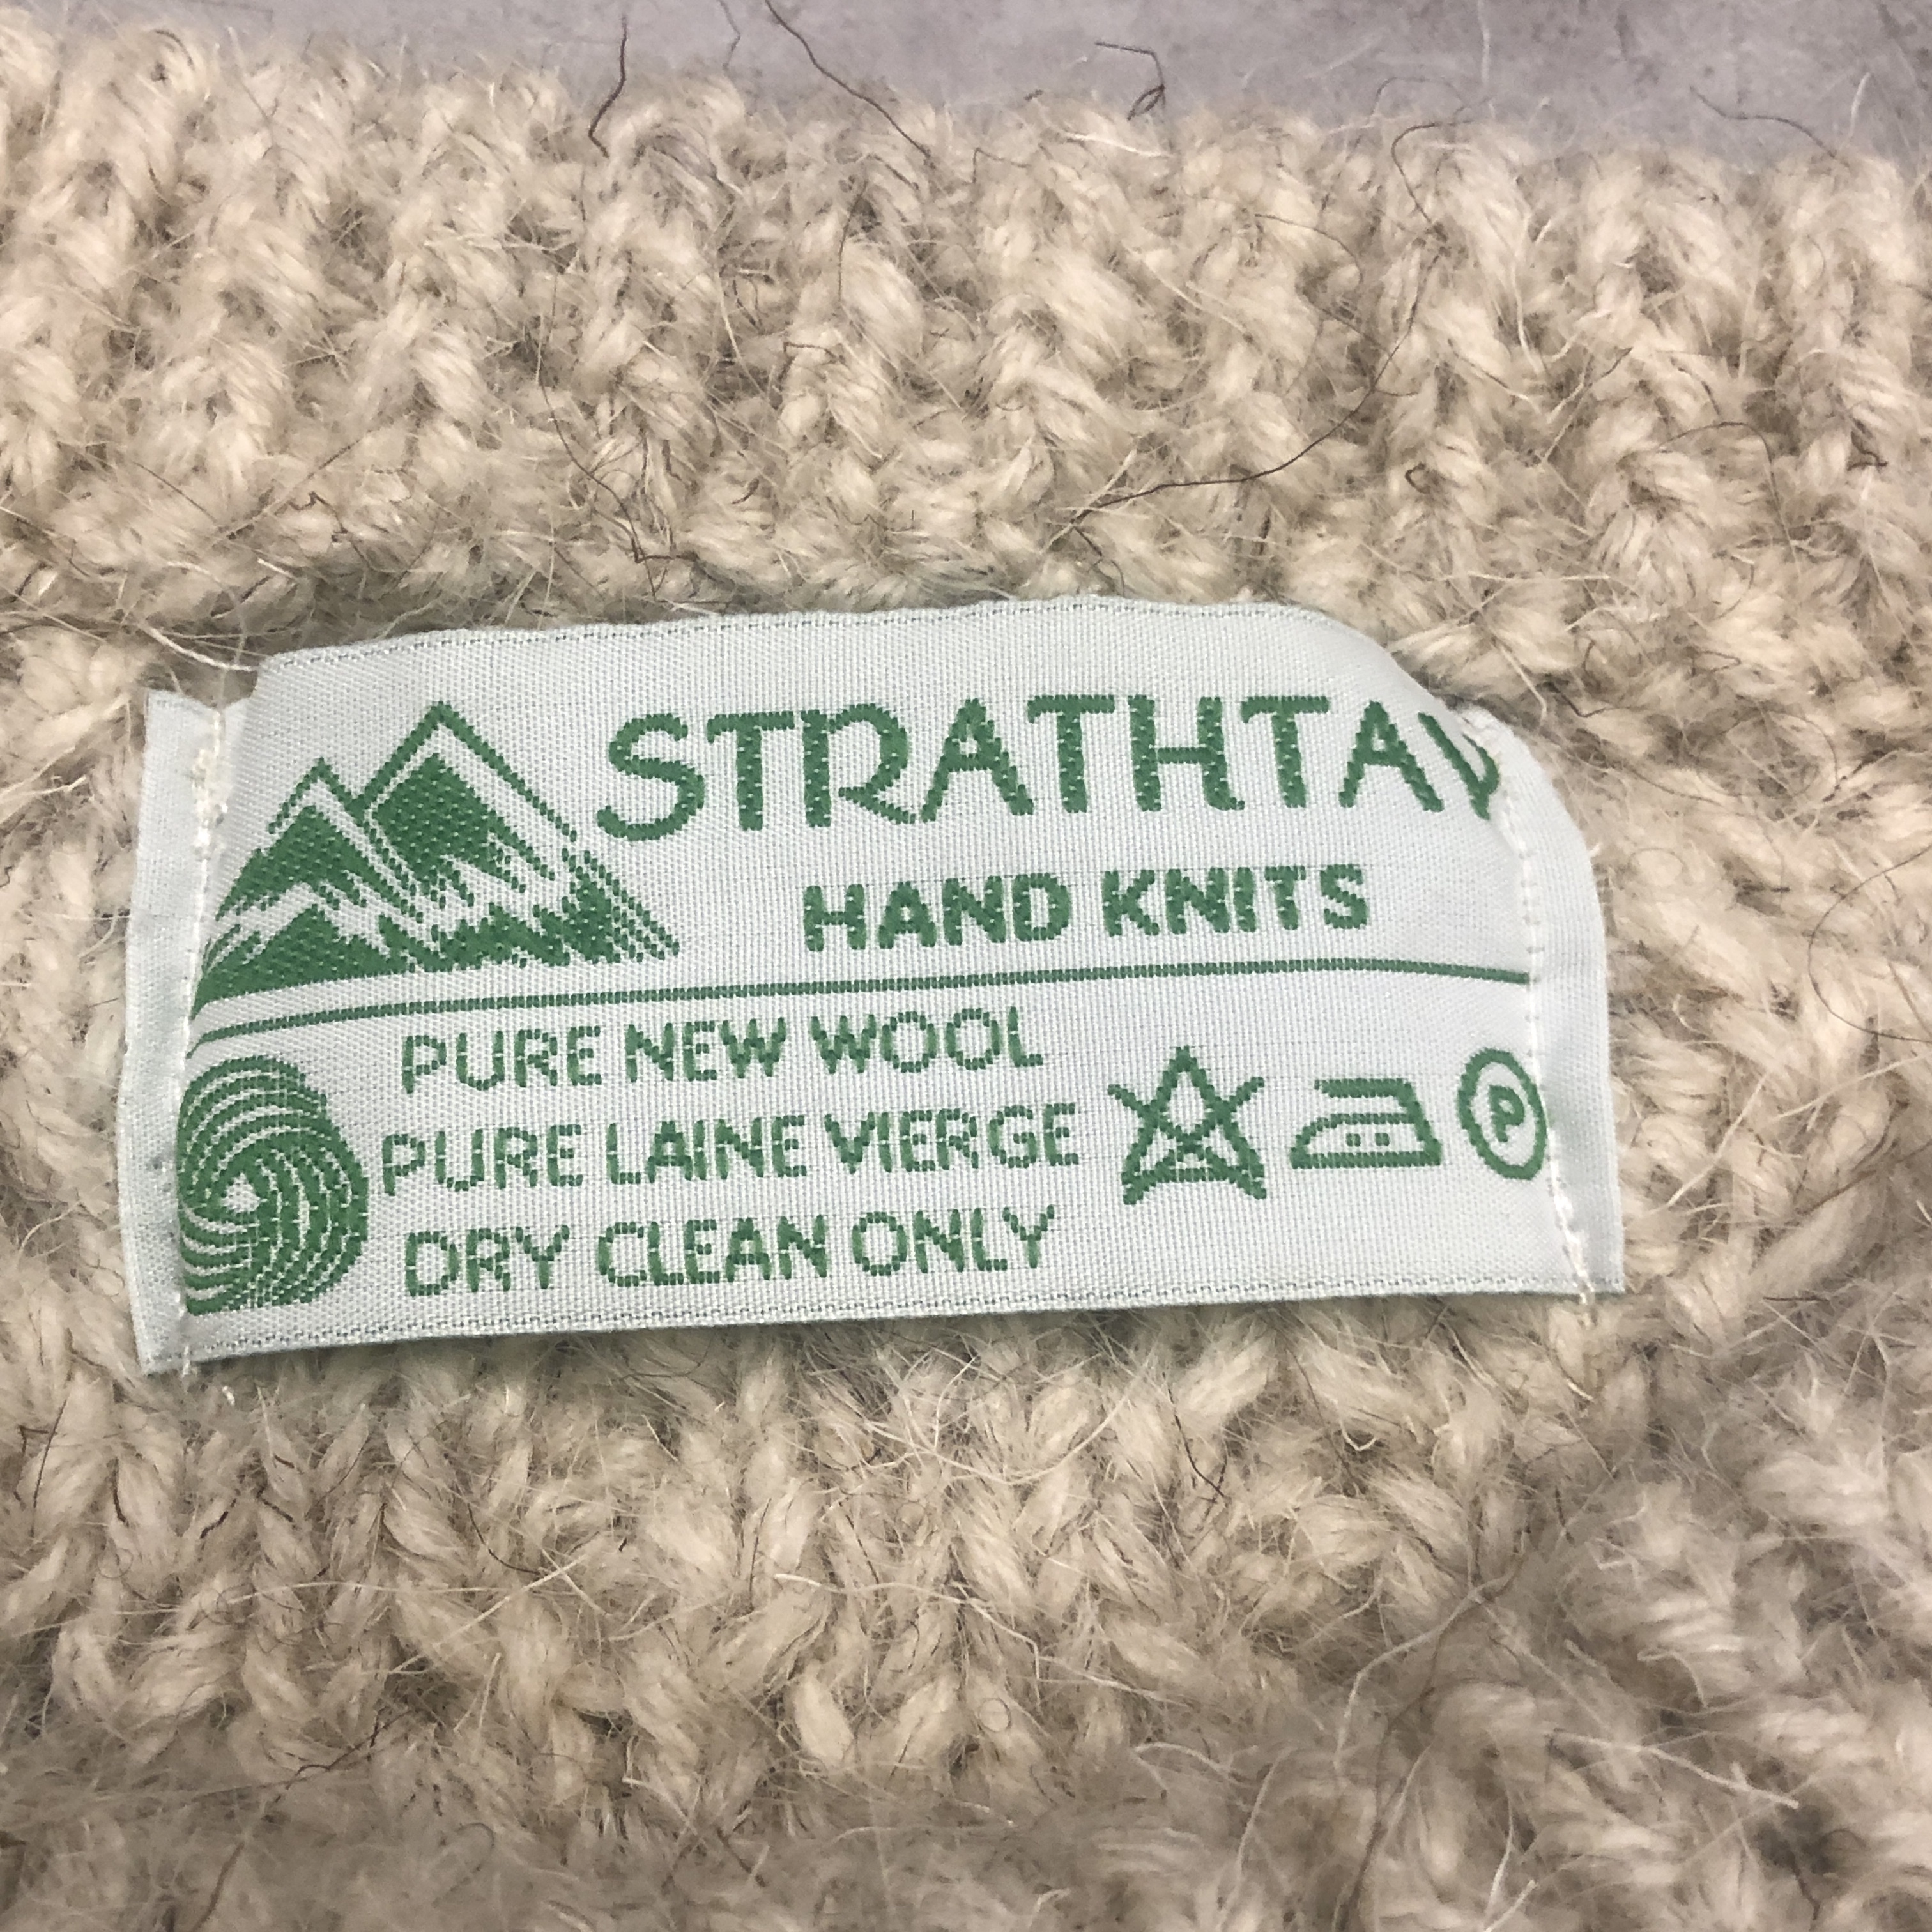 STRATHTAY
HAND KNITS
PURE NEW WOOL
PURE LAINE VIERGE
DRY CLEAN ONLY
P